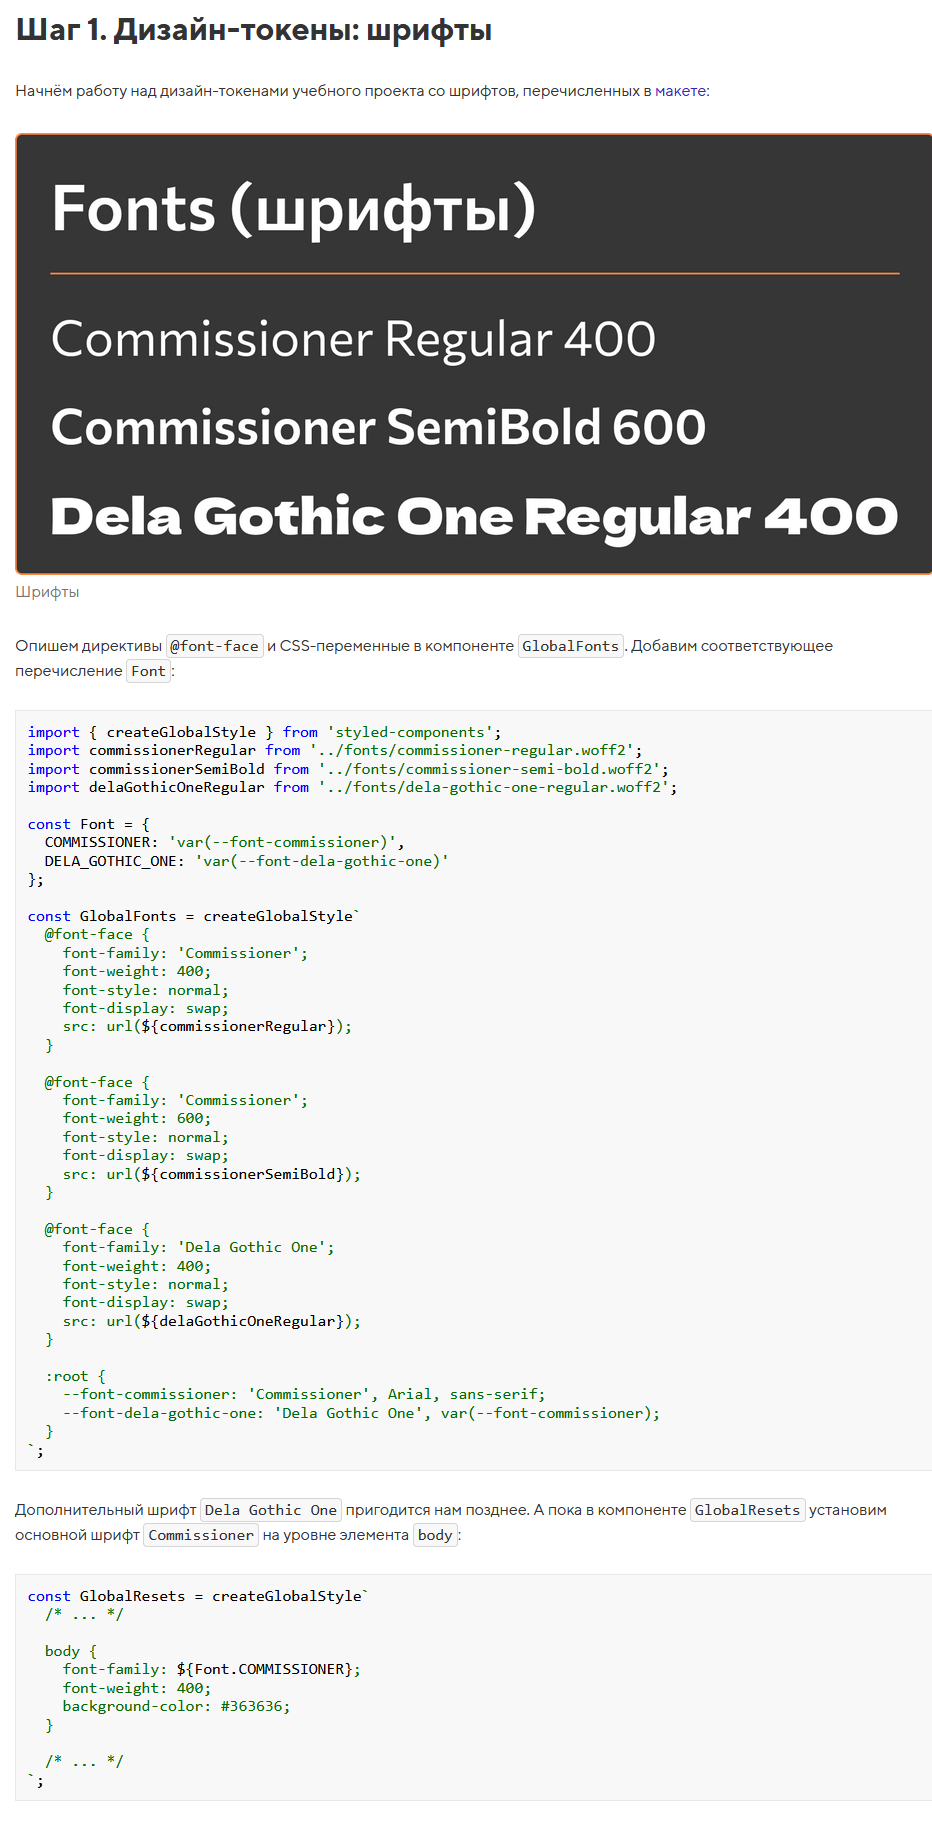 Шаг 1. Дизайн-токены: шрифты
Начнём работу над дизайн-токенами учебного проекта со шрифтов, перечисленных в макете:
Fonts (шрифты)
Commissioner Regular 400
Commissioner SemiBold 600
Dela Gothic One Regular 400
Шрифты
Опишем директивы @font-face и CSS-переменные в компоненте GlobalFonts. Добавим соответствующее
перечисление Font:
import { createGlobalStyle } from 'styled-components';
import commissionerRegular from '../fonts/commissioner-regular.woff2';
import commissionerSemiBold from '../fonts/commissioner-semi-bold.woff2';
import delaGothicOneRegular from '../fonts/dela-gothic-one-regular.woff2';
const Font = {
  COMMISSIONER: 'var(--font-commissioner)',
  DELA_GOTHIC_ONE: 'var(--font-dela-gothic-one)'
};
const GlobalFonts = createGlobalStyle`
  @font-face {
    font-family: 'Commissioner';
    font-weight: 400;
    font-style: normal;
    font-display: swap;
    src: url(${commissionerRegular});
  }
  @font-face {
    font-family: 'Commissioner';
    font-weight: 600;
    font-style: normal;
    font-display: swap;
    src: url(${commissionerSemiBold});
  }
  @font-face {
    font-family: 'Dela Gothic One';
    font-weight: 400;
    font-style: normal;
    font-display: swap;
    src: url(${delaGothicOneRegular});
  }
  :root {
    --font-commissioner: 'Commissioner', Arial, sans-serif;
    --font-dela-gothic-one: 'Dela Gothic One', var(--font-commissioner);
  }
`;
Дополнительный шрифт Dela Gothic One пригодится нам позднее. А пока в компоненте GlobalResets установим
основной шрифт Commissioner на уровне элемента body:
const GlobalResets = createGlobalStyle`
  /* ... */
  body {
    font-family: ${Font.COMMISSIONER};
    font-weight: 400;
    background-color: #363636;
  }
  /* ... */
`;